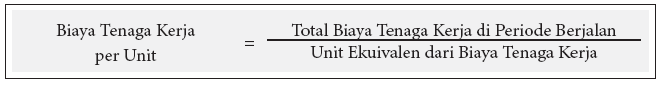 Biaya Tenaga Kerja
per Unit
=
Total Biaya Tenaga Kerja di Periode Berjalan
Unit Ekuivalen dari Biaya Tenaga Kerja